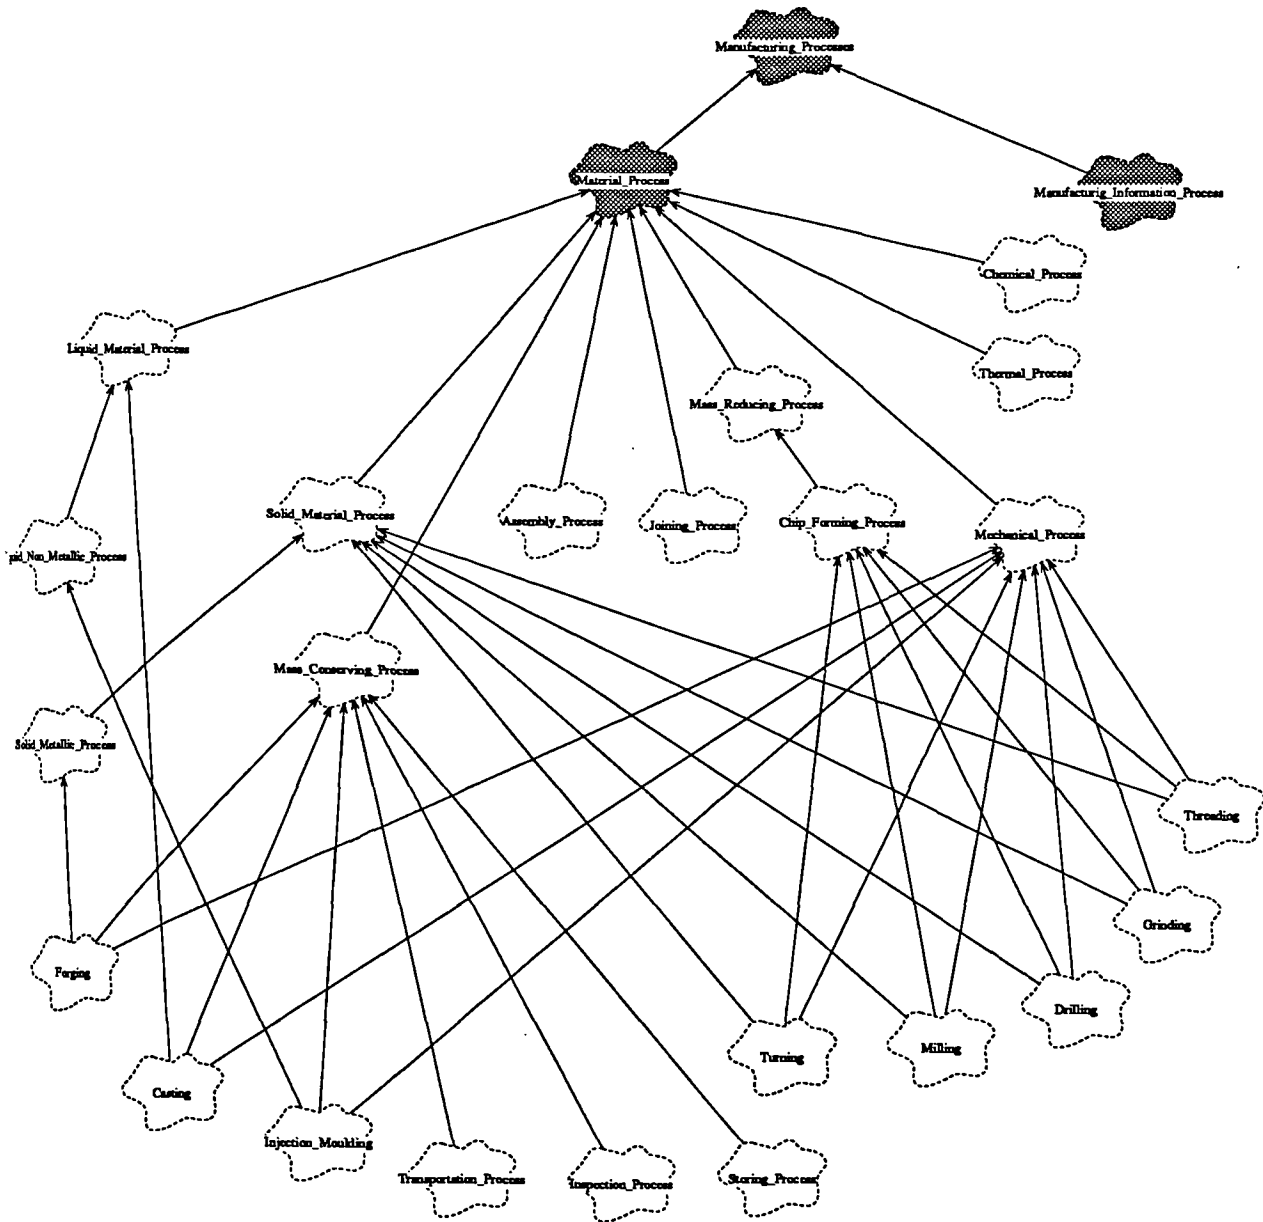 Manufacturing_Processes
Material_Process
Manufacturig_Information_Process
Chemical_Process
Liquid_Material_Process
Thermal_Process
Mass_Reducing_Process
Solid_Material_Process
Assembly_Process
Joining_Process
Chip_Forming_Process
Mechanical_Process
pid_Non_Metallic_Process
Mass_Conserving_Process
Solid_Metallic_Process
Threading
Grinding
Forging
Drilling
Milling
Turning
Casting
Injection_Moulding
Transportation_Process
Inspection_Process
Storing_Process